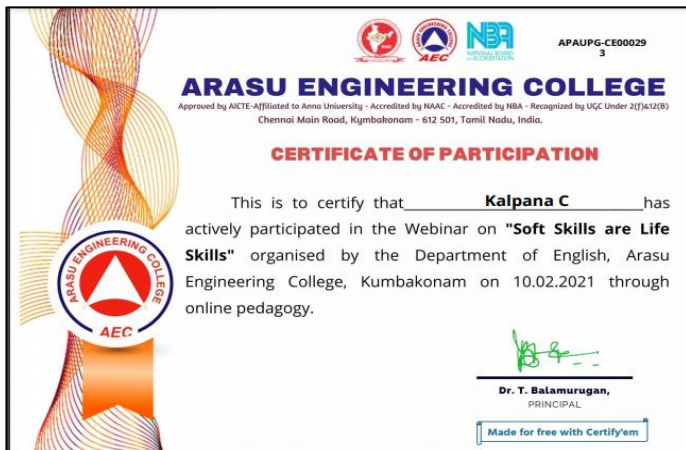 NBA
NATIONAL BOARD
of ACCREDITATION
AEC
APAUPG-CE00029
3
ARASU ENGINEERING COLLEGE
Approved by AICTE-Affiliated to Anna University - Accredited by NAAC - Accredited by NBA - Recognized by UGC Under 2(f)&12(B)
Chennai Main Road, Kumbakonam - 612 501, Tamil Nadu, India.
CERTIFICATE OF PARTICIPATION
This is to certify that Kalpana C has
actively participated in the Webinar on "Soft Skills are Life
Skills" organised by the Department of English, Arasu
Engineering College, Kumbakonam on 10.02.2021 through
online pedagogy.
ARASU ENGINEERING COLLEGE
AEC
Dr. T. Balamurugan,
PRINCIPAL
Made for free with Certify'em